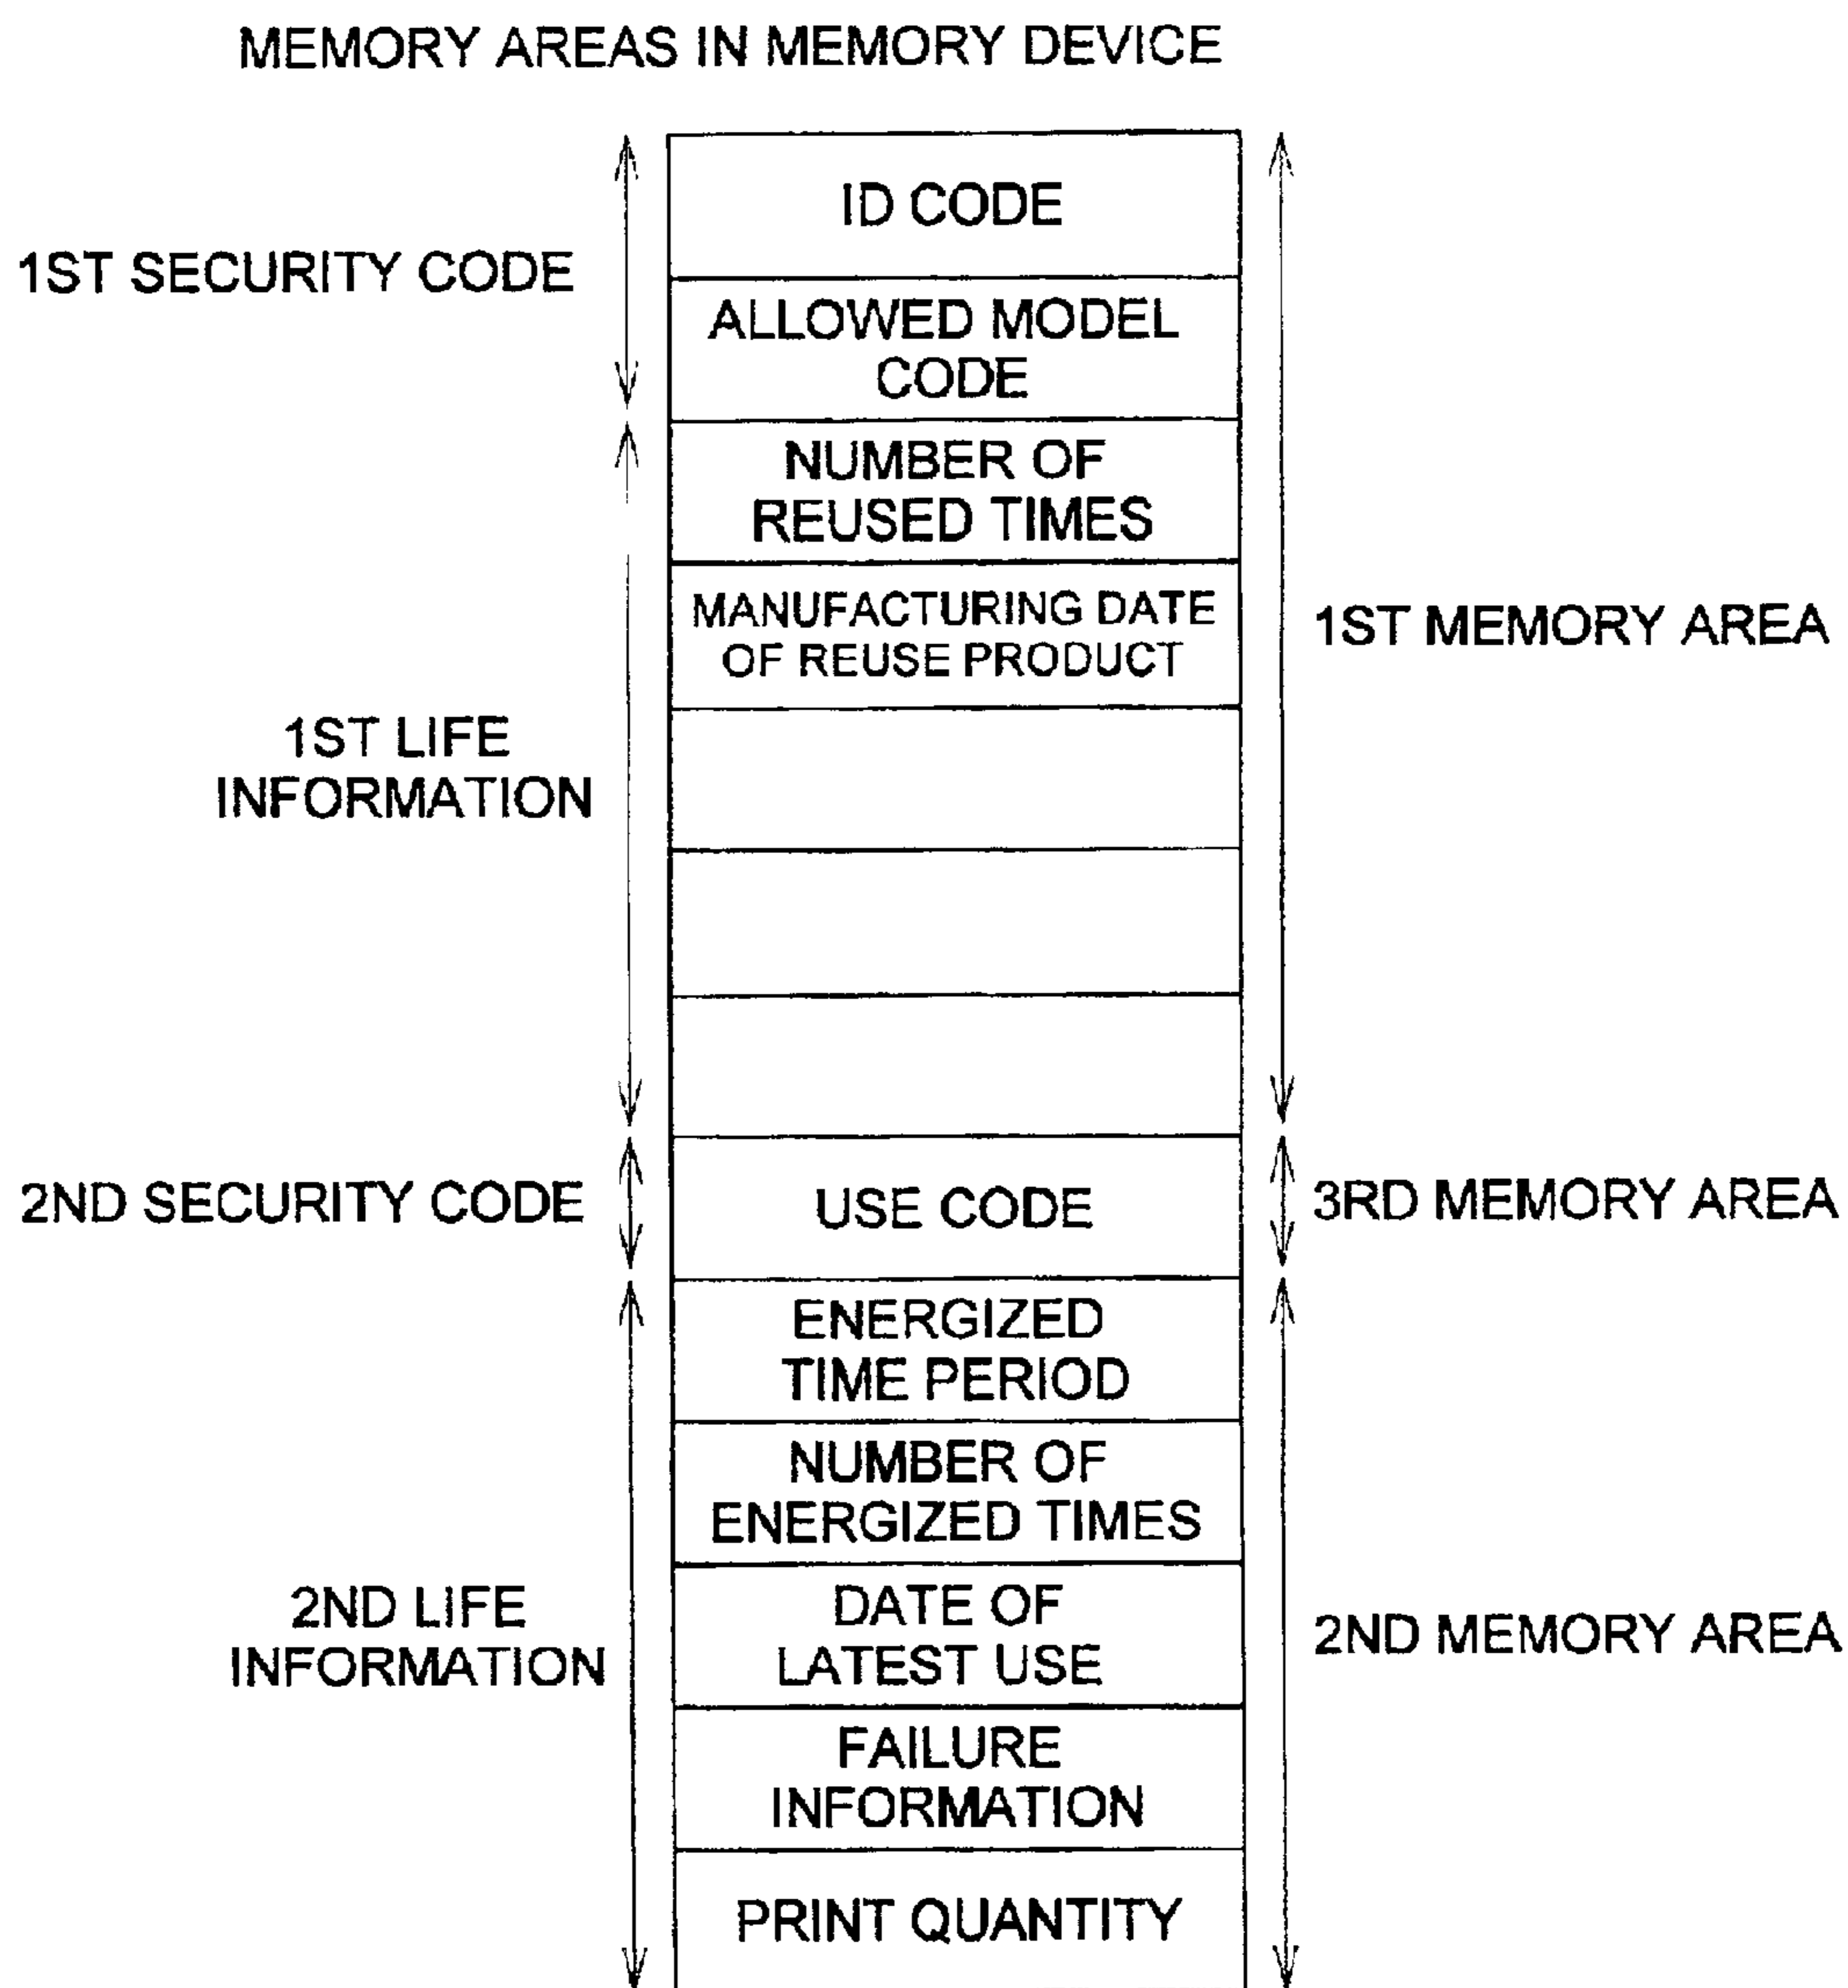 MEMORY AREAS IN MEMORY DEVICE
ID CODE
1ST SECURITY CODE
ALLOWED MODEL
CODE
NUMBER OF
REUSED TIMES
MANUFACTURING DATE
OF REUSE PRODUCT
1ST MEMORY AREA
1ST LIFE
INFORMATION
2ND SECURITY CODE
USE CODE
3RD MEMORY AREA
ENERGIZED
TIME PERIOD
NUMBER OF
ENERGIZED TIMES
2ND LIFE
INFORMATION
DATE OF
LATEST USE
2ND MEMORY AREA
FAILURE
INFORMATION
PRINT QUANTITY